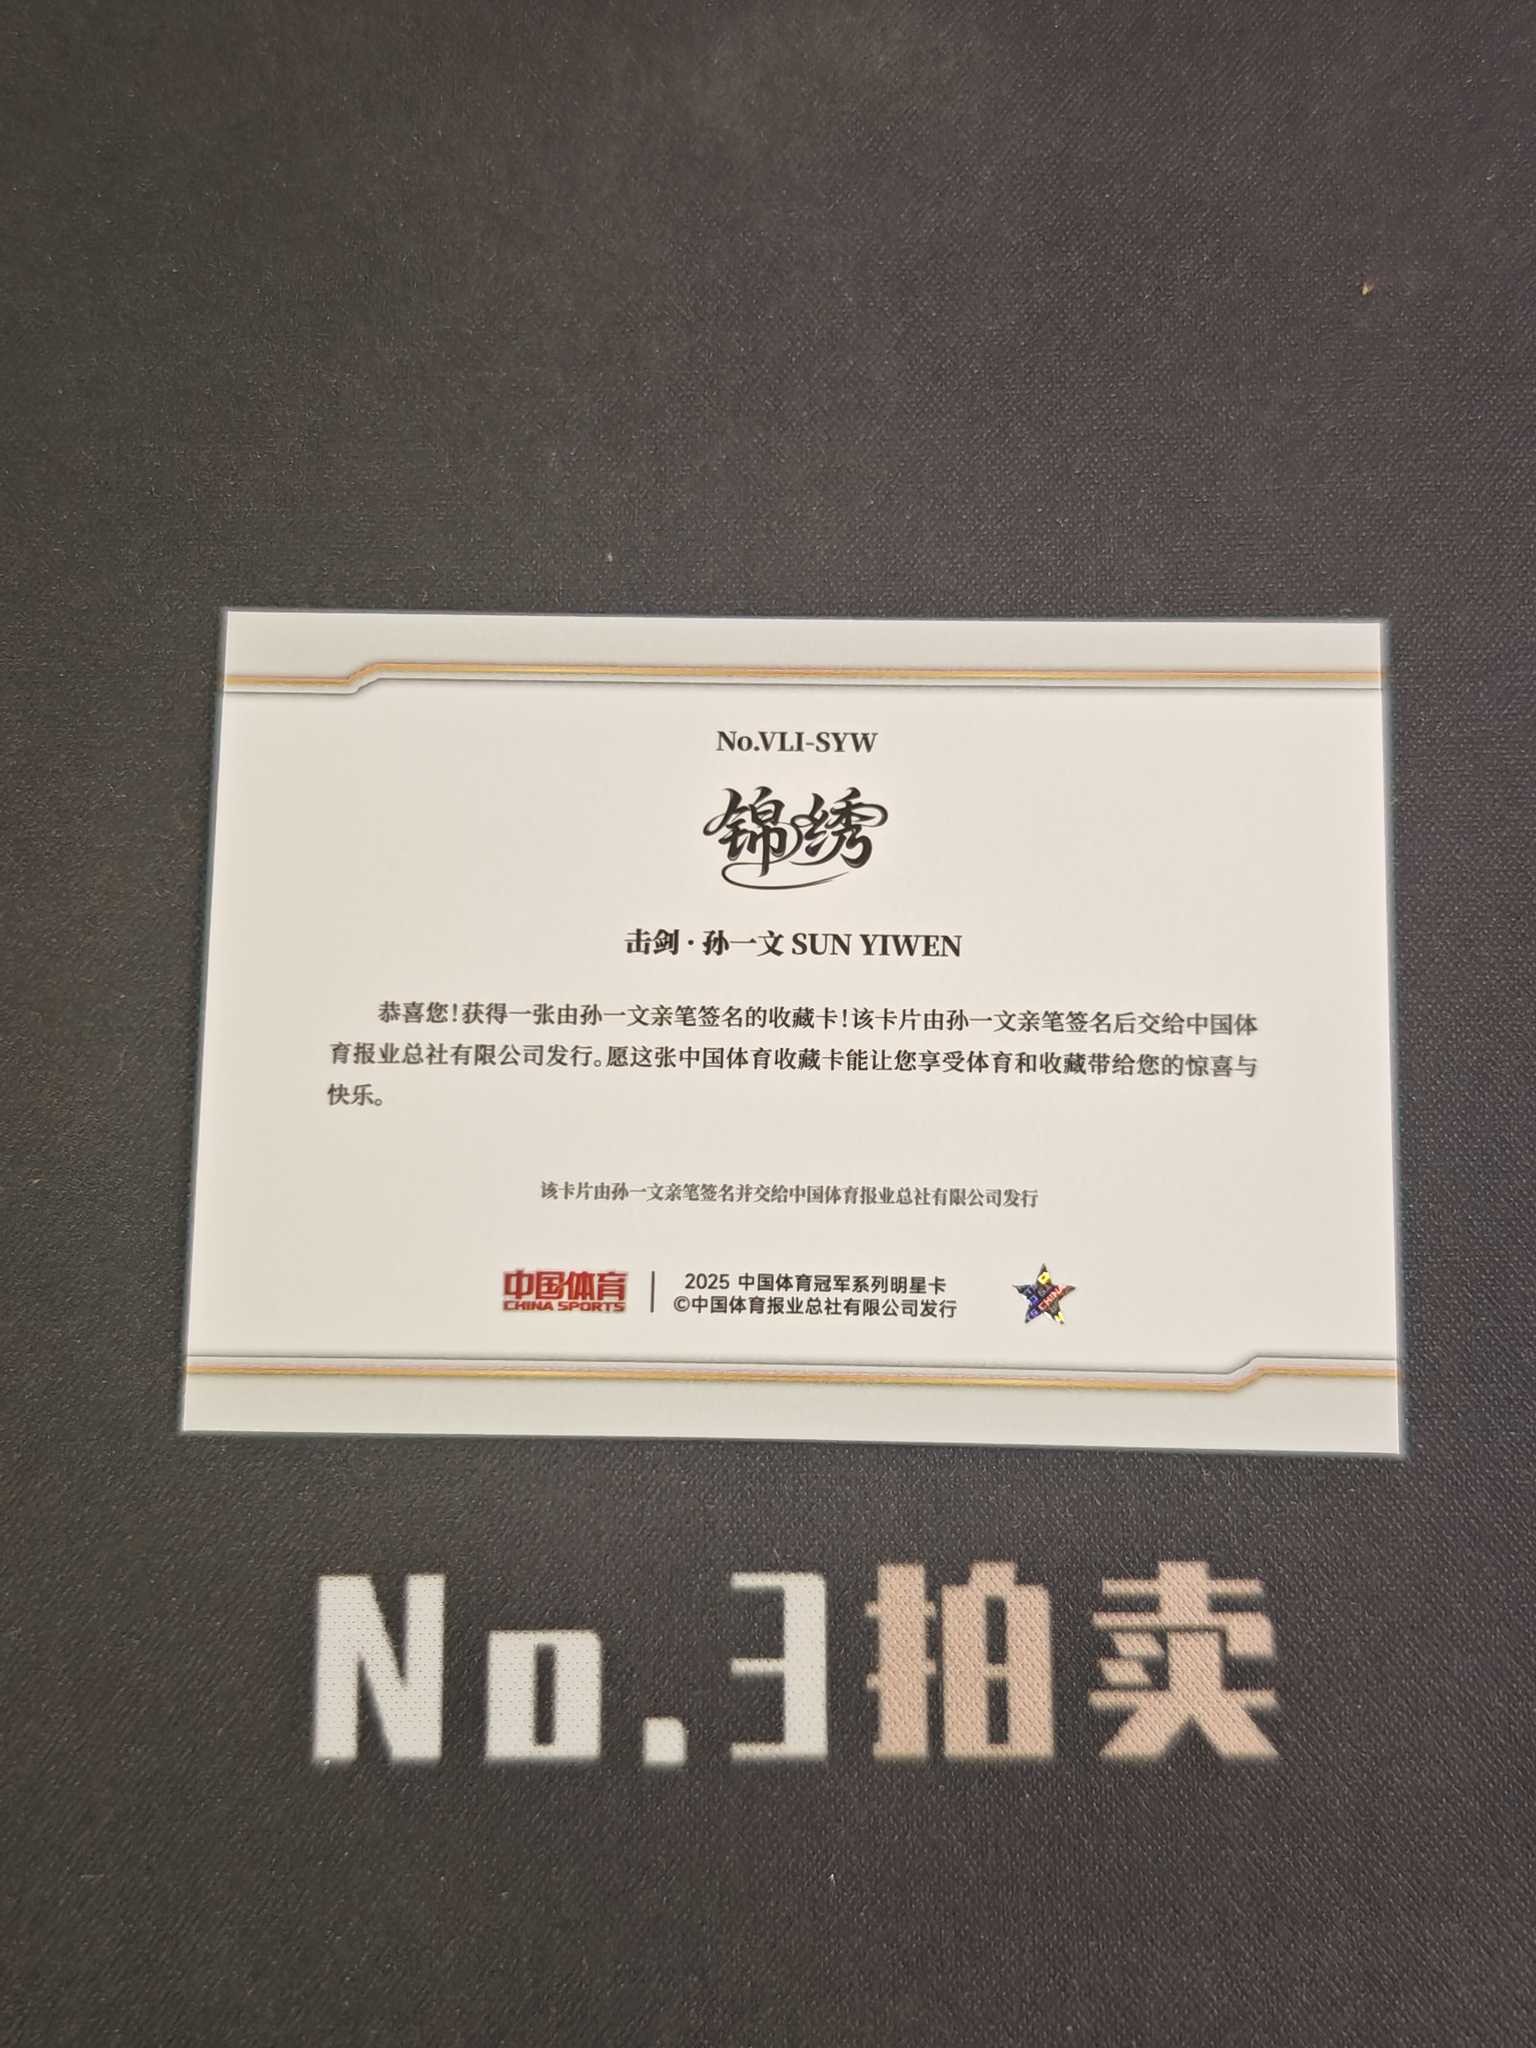 No.VLI-SYW
锦绣
击剑·孙一文 SUN YIWEN
恭喜您！获得一张由孙一文亲笔签名的收藏卡！该卡片由孙一文亲笔签名后交给中国体
育报业总社有限公司发行。愿这张中国体育收藏卡能让您享受体育和收藏带给您的惊喜与
快乐。
该卡片由孙一文亲笔签名并交给中国体育报业总社有限公司发行
中国体育
CHINA SPORTS
2025 中国体育冠军系列明星卡
©中国体育报业总社有限公司发行
CHINA
No.3拍卖